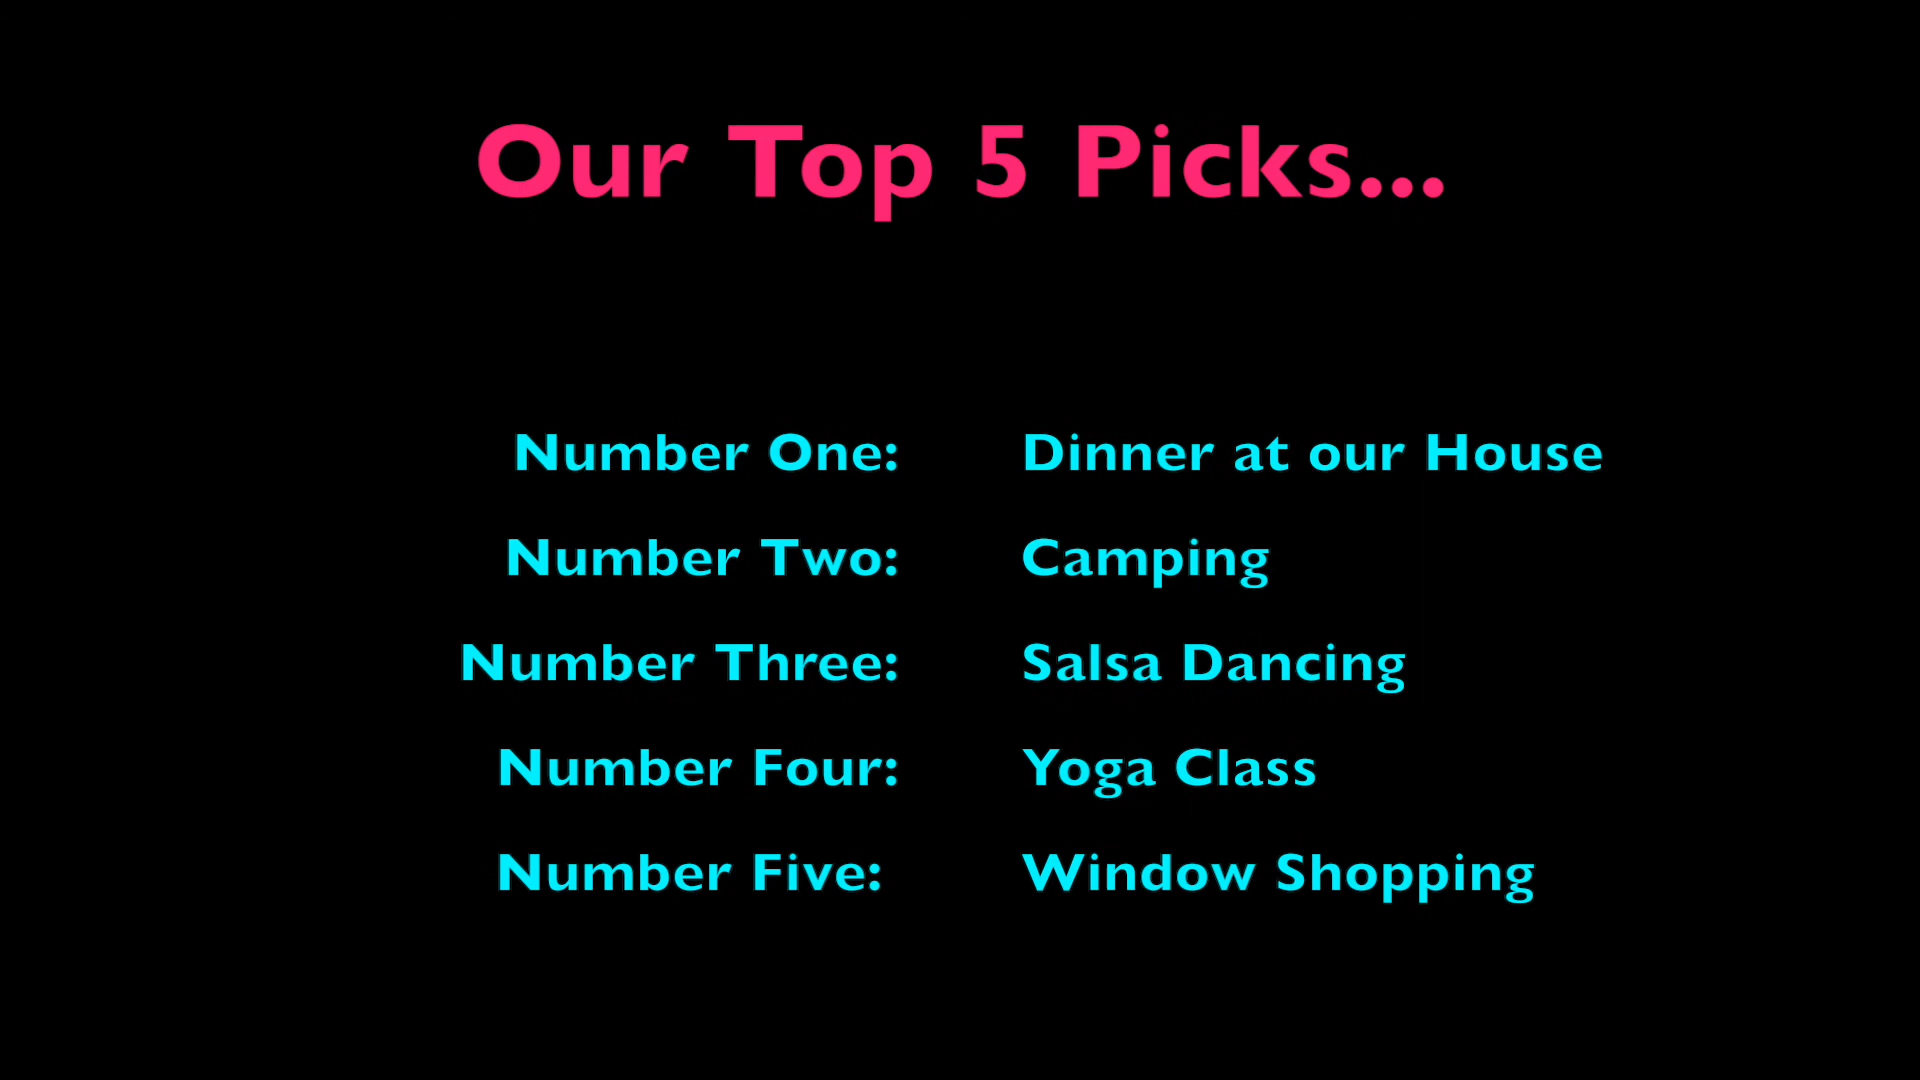 Our Top 5 Picks...
Number One: Dinner at our House
Number Two: Camping
Number Three: Salsa Dancing
Number Four: Yoga Class
Number Five: Window Shopping